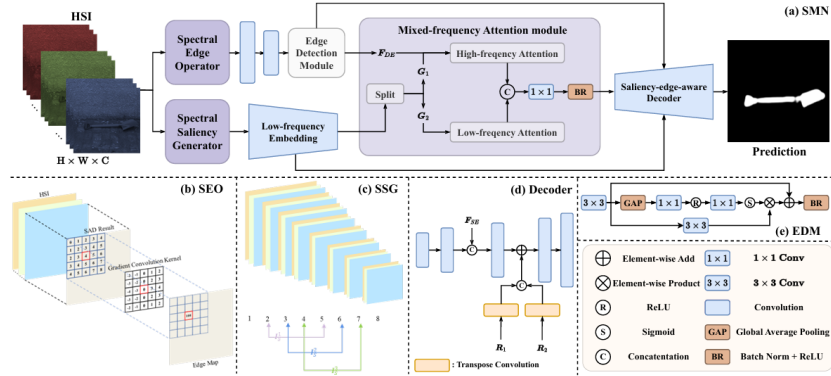 HSI
H × W × C
Spectral
Edge
Operator
Spectral
Saliency
Generator
Edge
Detection
Module
Low-frequency
Embedding
Mixed-frequency Attention module
F_DE
High-freqency Attention
G_1
Split
G_2
Low-freqency Attention
C
1 × 1
BR
Saliency-edge-aware
Decoder
(a) SMN
Prediction
(b) SEO
HSI
SAD Result
Gradient Convolution Kernel
Edge Map
(c) SSG
1 2 3 4 5 6 7 8
(d) Decoder
F_SE
C
C
R_1
R_2
: Transpose Convolution
3 × 3
GAP
1 × 1
R
1 × 1
S
BR
3 × 3
(e) EDM
Element-wise Add
1 × 1
1 × 1 Conv
Element-wise Product
3 × 3
3 × 3 Conv
R
ReLU
Convolution
S
Sigmoid
GAP
Global Average Pooling
C
Concatentation
BR
Batch Norm + ReLU